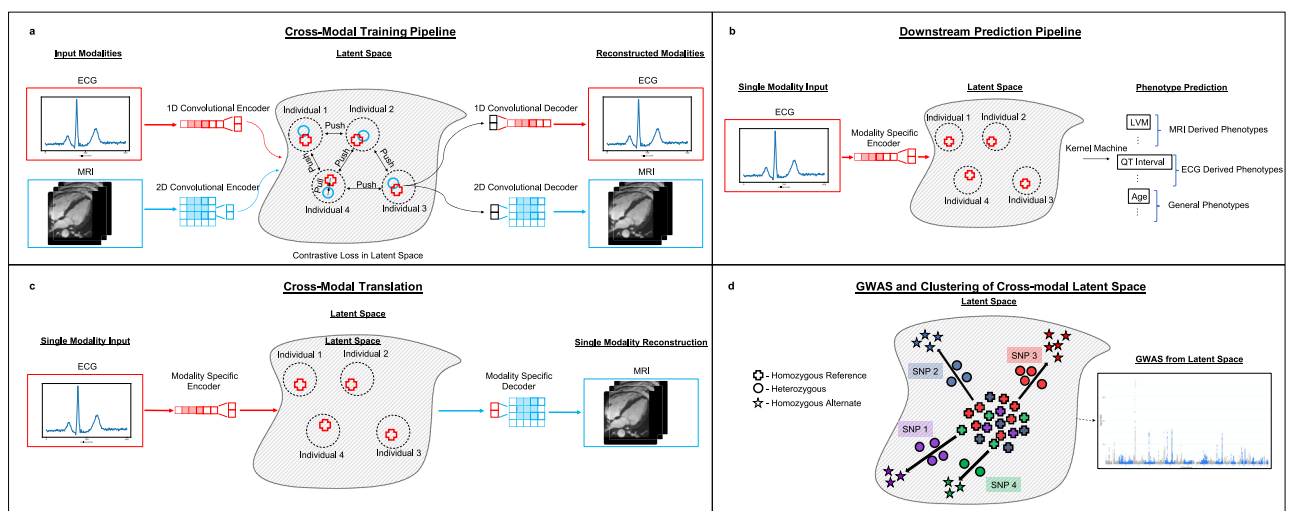 a
Cross-Modal Training Pipeline
Input Modalities
Latent Space
Reconstructed Modalities
ECG
1D Convolutional Encoder
Individual 1
Individual 2
Push
Push
Push
Push
Pull
Push
Individual 4
Individual 3
1D Convolutional Decoder
ECG
MRI
2D Convolutional Encoder
2D Convolutional Decoder
MRI
Contrastive Loss in Latent Space
b
Downstream Prediction Pipeline
Single Modality Input
Latent Space
Phenotype Prediction
ECG
Modality Specific
Encoder
Individual 1
Individual 2
Individual 4
Individual 3
Kernel Machine
LVM
MRI Derived Phenotypes
QT Interval
ECG Derived Phenotypes
Age
General Phenotypes
c
Cross-Modal Translation
Latent Space
Single Modality Input
Latent Space
Single Modality Reconstruction
ECG
Modality Specific
Encoder
Individual 1
Individual 2
Individual 4
Individual 3
Modality Specific
Decoder
MRI
d
GWAS and Clustering of Cross-modal Latent Space
Latent Space
- Homozygous Reference
- Heterozygous
- Homozygous Alternate
SNP 2
SNP 3
SNP 1
SNP 4
GWAS from Latent Space